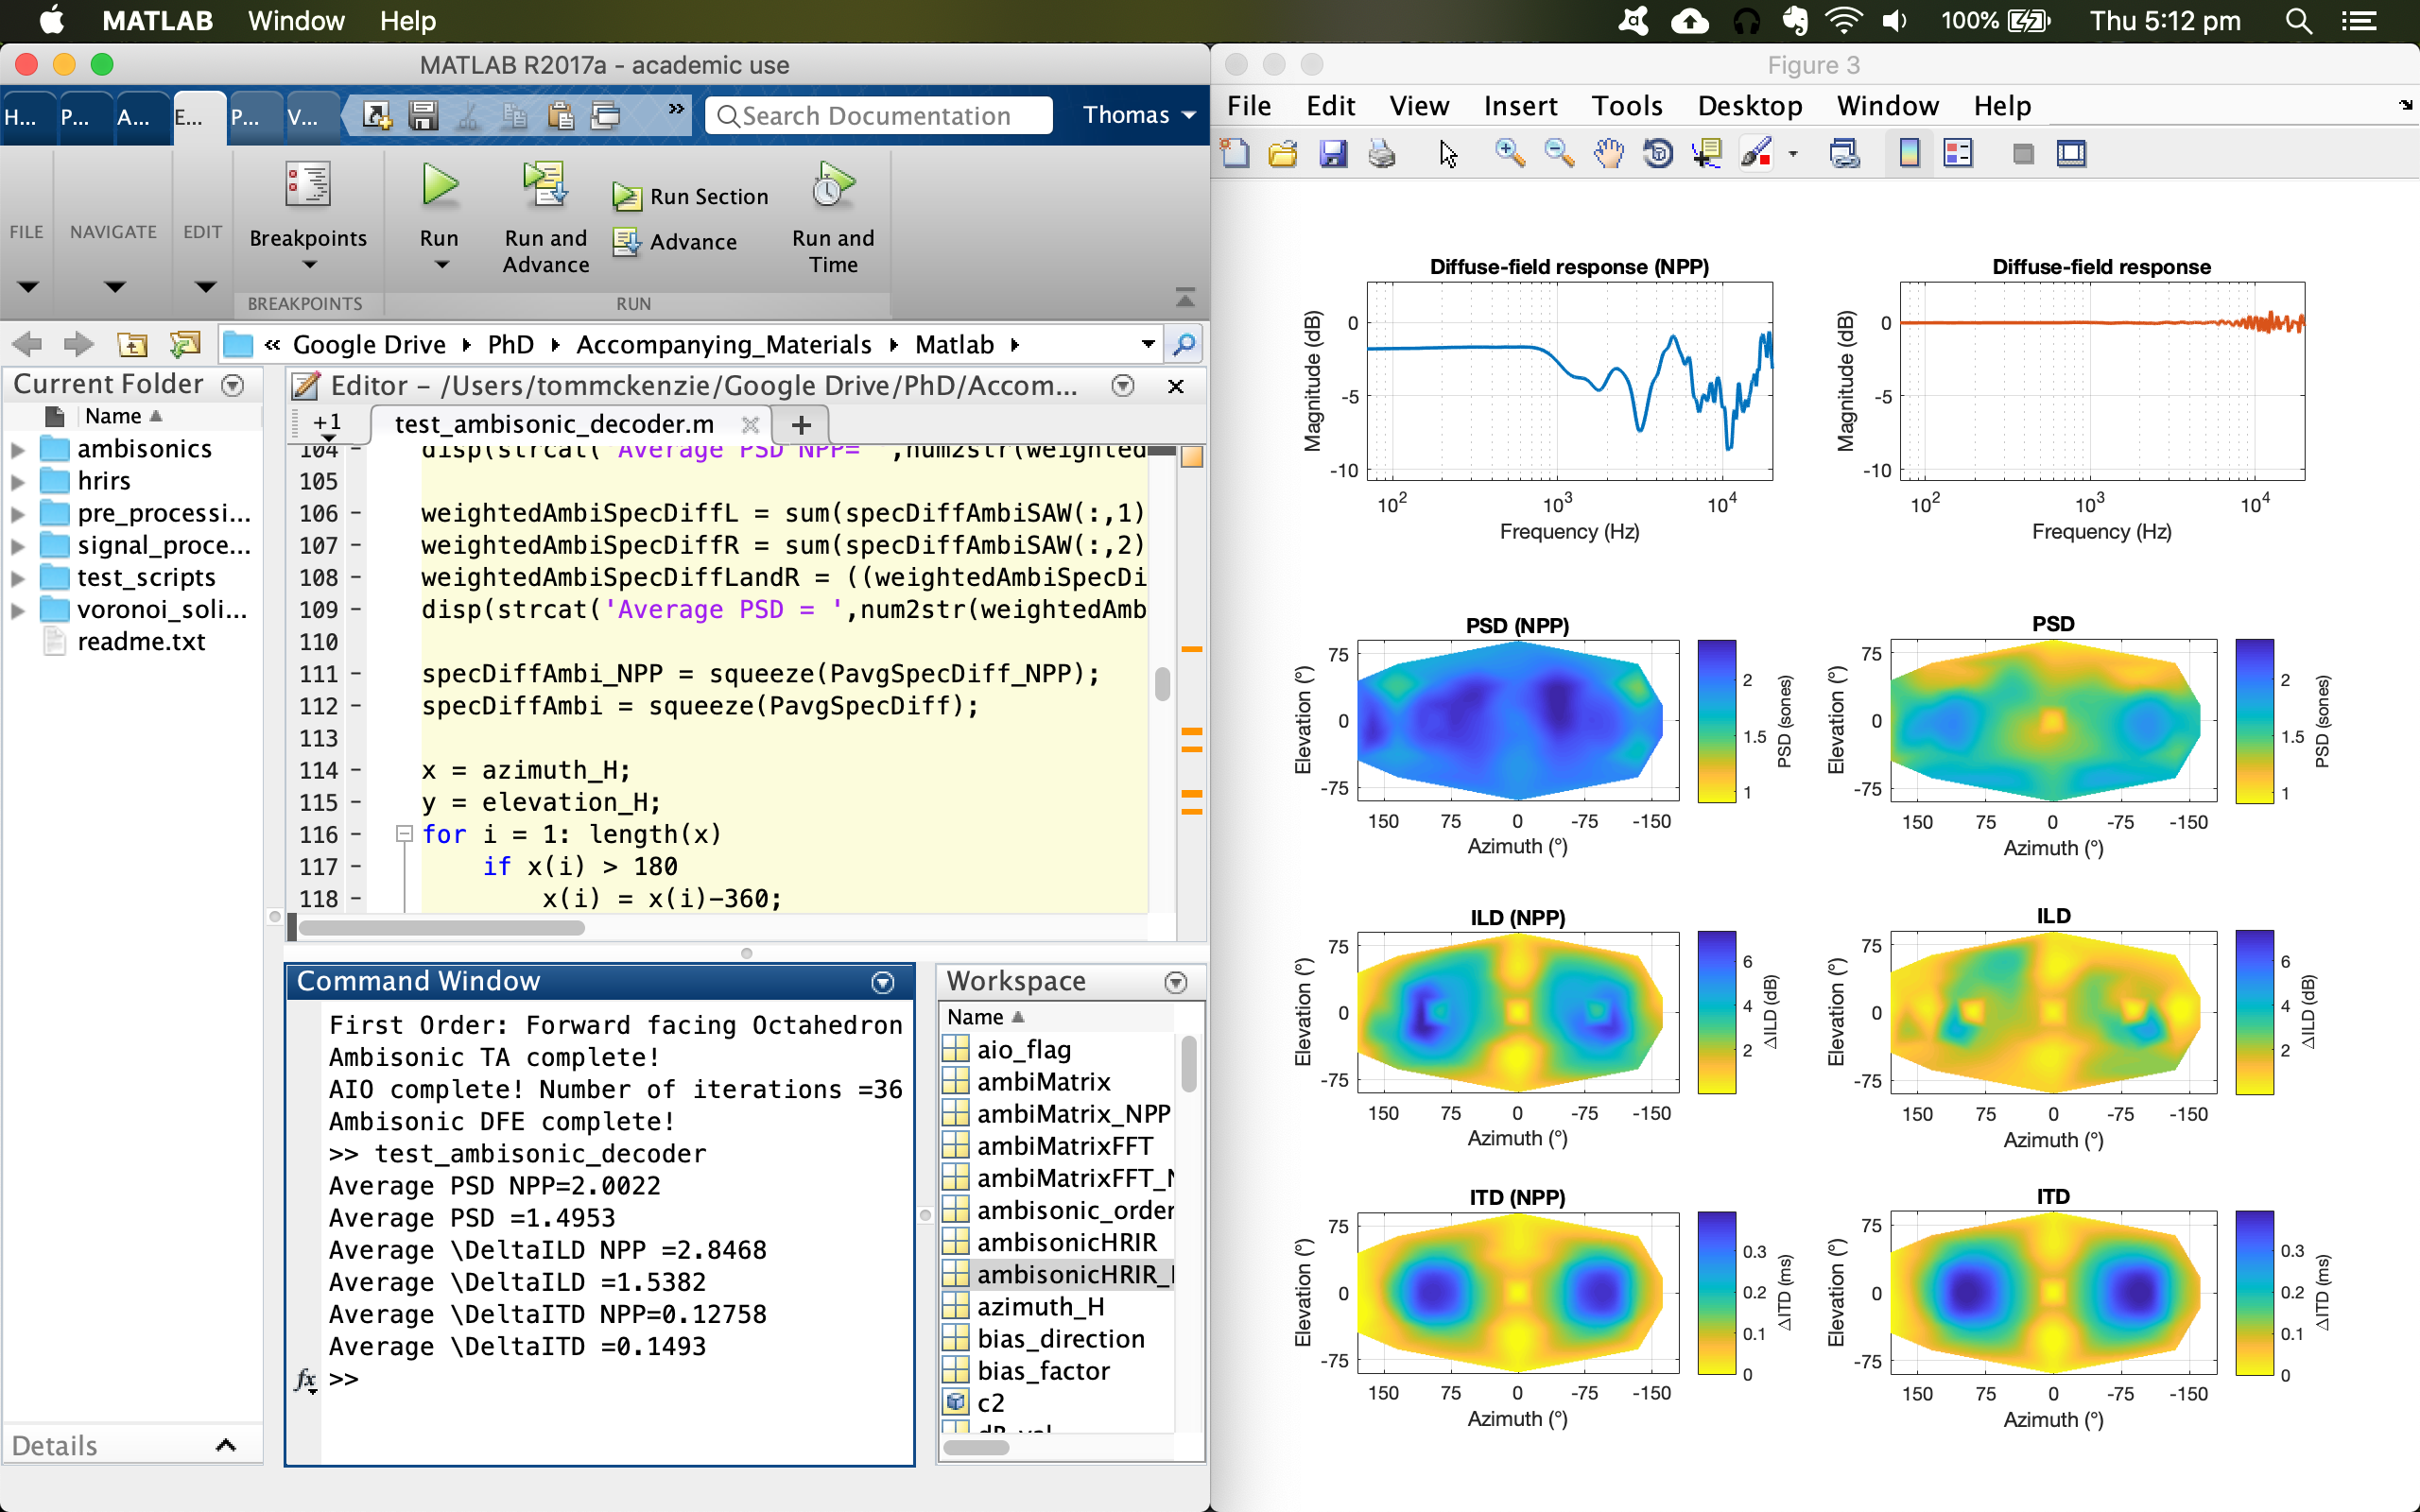 MATLAB Window Help 100% Thu 5:12 pm
MATLAB R2017a - academic use
H... P... A... E... P... V... Search Documentation Thomas
FILE NAVIGATE EDIT Breakpoints Run Run and Advance Run Section Advance Run and Time
BREAKPOINTS RUN
« Google Drive PhD Accompanying_Materials Matlab
Current Folder
Name
ambisonics
hrirs
pre_processi...
signal_proce...
test_scripts
voronoi_soli...
readme.txt
Details
Editor – /Users/tommckenzie/Google Drive/PhD/Accom...
+1 test_ambisonic_decoder.m +
104 - disp(strcat('Average PSD NPP= ',num2str(weighted
105
106 - weightedAmbiSpecDiffL = sum(specDiffAmbiSAW(:,1)
107 - weightedAmbiSpecDiffR = sum(specDiffAmbiSAW(:,2)
108 - weightedAmbiSpecDiffLandR = ((weightedAmbiSpecDi
109 - disp(strcat('Average PSD = ',num2str(weightedAmb
110
111 - specDiffAmbi_NPP = squeeze(PavgSpecDiff_NPP);
112 - specDiffAmbi = squeeze(PavgSpecDiff);
113
114 - x = azimuth_H;
115 - y = elevation_H;
116 - for i = 1: length(x)
117 - if x(i) > 180
118 - x(i) = x(i)-360;
Command Window
First Order: Forward facing Octahedron
Ambisonic TA complete!
AIO complete! Number of iterations =36
Ambisonic DFE complete!
>> test_ambisonic_decoder
Average PSD NPP=2.0022
Average PSD =1.4953
Average \DeltaILD NPP =2.8468
Average \DeltaILD =1.5382
Average \DeltaITD NPP=0.12758
Average \DeltaITD =0.1493
fx >>
Workspace
Name
aio_flag
ambiMatrix
ambiMatrix_NPP
ambiMatrixFFT
ambiMatrixFFT_N
ambisonic_order
ambisonicHRIR
ambisonicHRIR_
azimuth_H
bias_direction
bias_factor
c2
dB_val
Figure 3
File Edit View Insert Tools Desktop Window Help
Diffuse-field response (NPP)
Magnitude (dB)
0
-5
-10
10² 10³ 10⁴
Frequency (Hz)
Diffuse-field response
Magnitude (dB)
0
-5
-10
10² 10³ 10⁴
Frequency (Hz)
PSD (NPP)
Elevation (°)
75
0
-75
150 75 0 -75 -150
Azimuth (°)
2
1.5
1
PSD (sones)
PSD
Elevation (°)
75
0
-75
150 75 0 -75 -150
Azimuth (°)
2
1.5
1
PSD (sones)
ILD (NPP)
Elevation (°)
75
0
-75
150 75 0 -75 -150
Azimuth (°)
6
4
2
ΔILD (dB)
ILD
Elevation (°)
75
0
-75
150 75 0 -75 -150
Azimuth (°)
6
4
2
ΔILD (dB)
ITD (NPP)
Elevation (°)
75
0
-75
150 75 0 -75 -150
Azimuth (°)
0.3
0.2
0.1
0
ΔITD (ms)
ITD
Elevation (°)
75
0
-75
150 75 0 -75 -150
Azimuth (°)
0.3
0.2
0.1
0
ΔITD (ms)